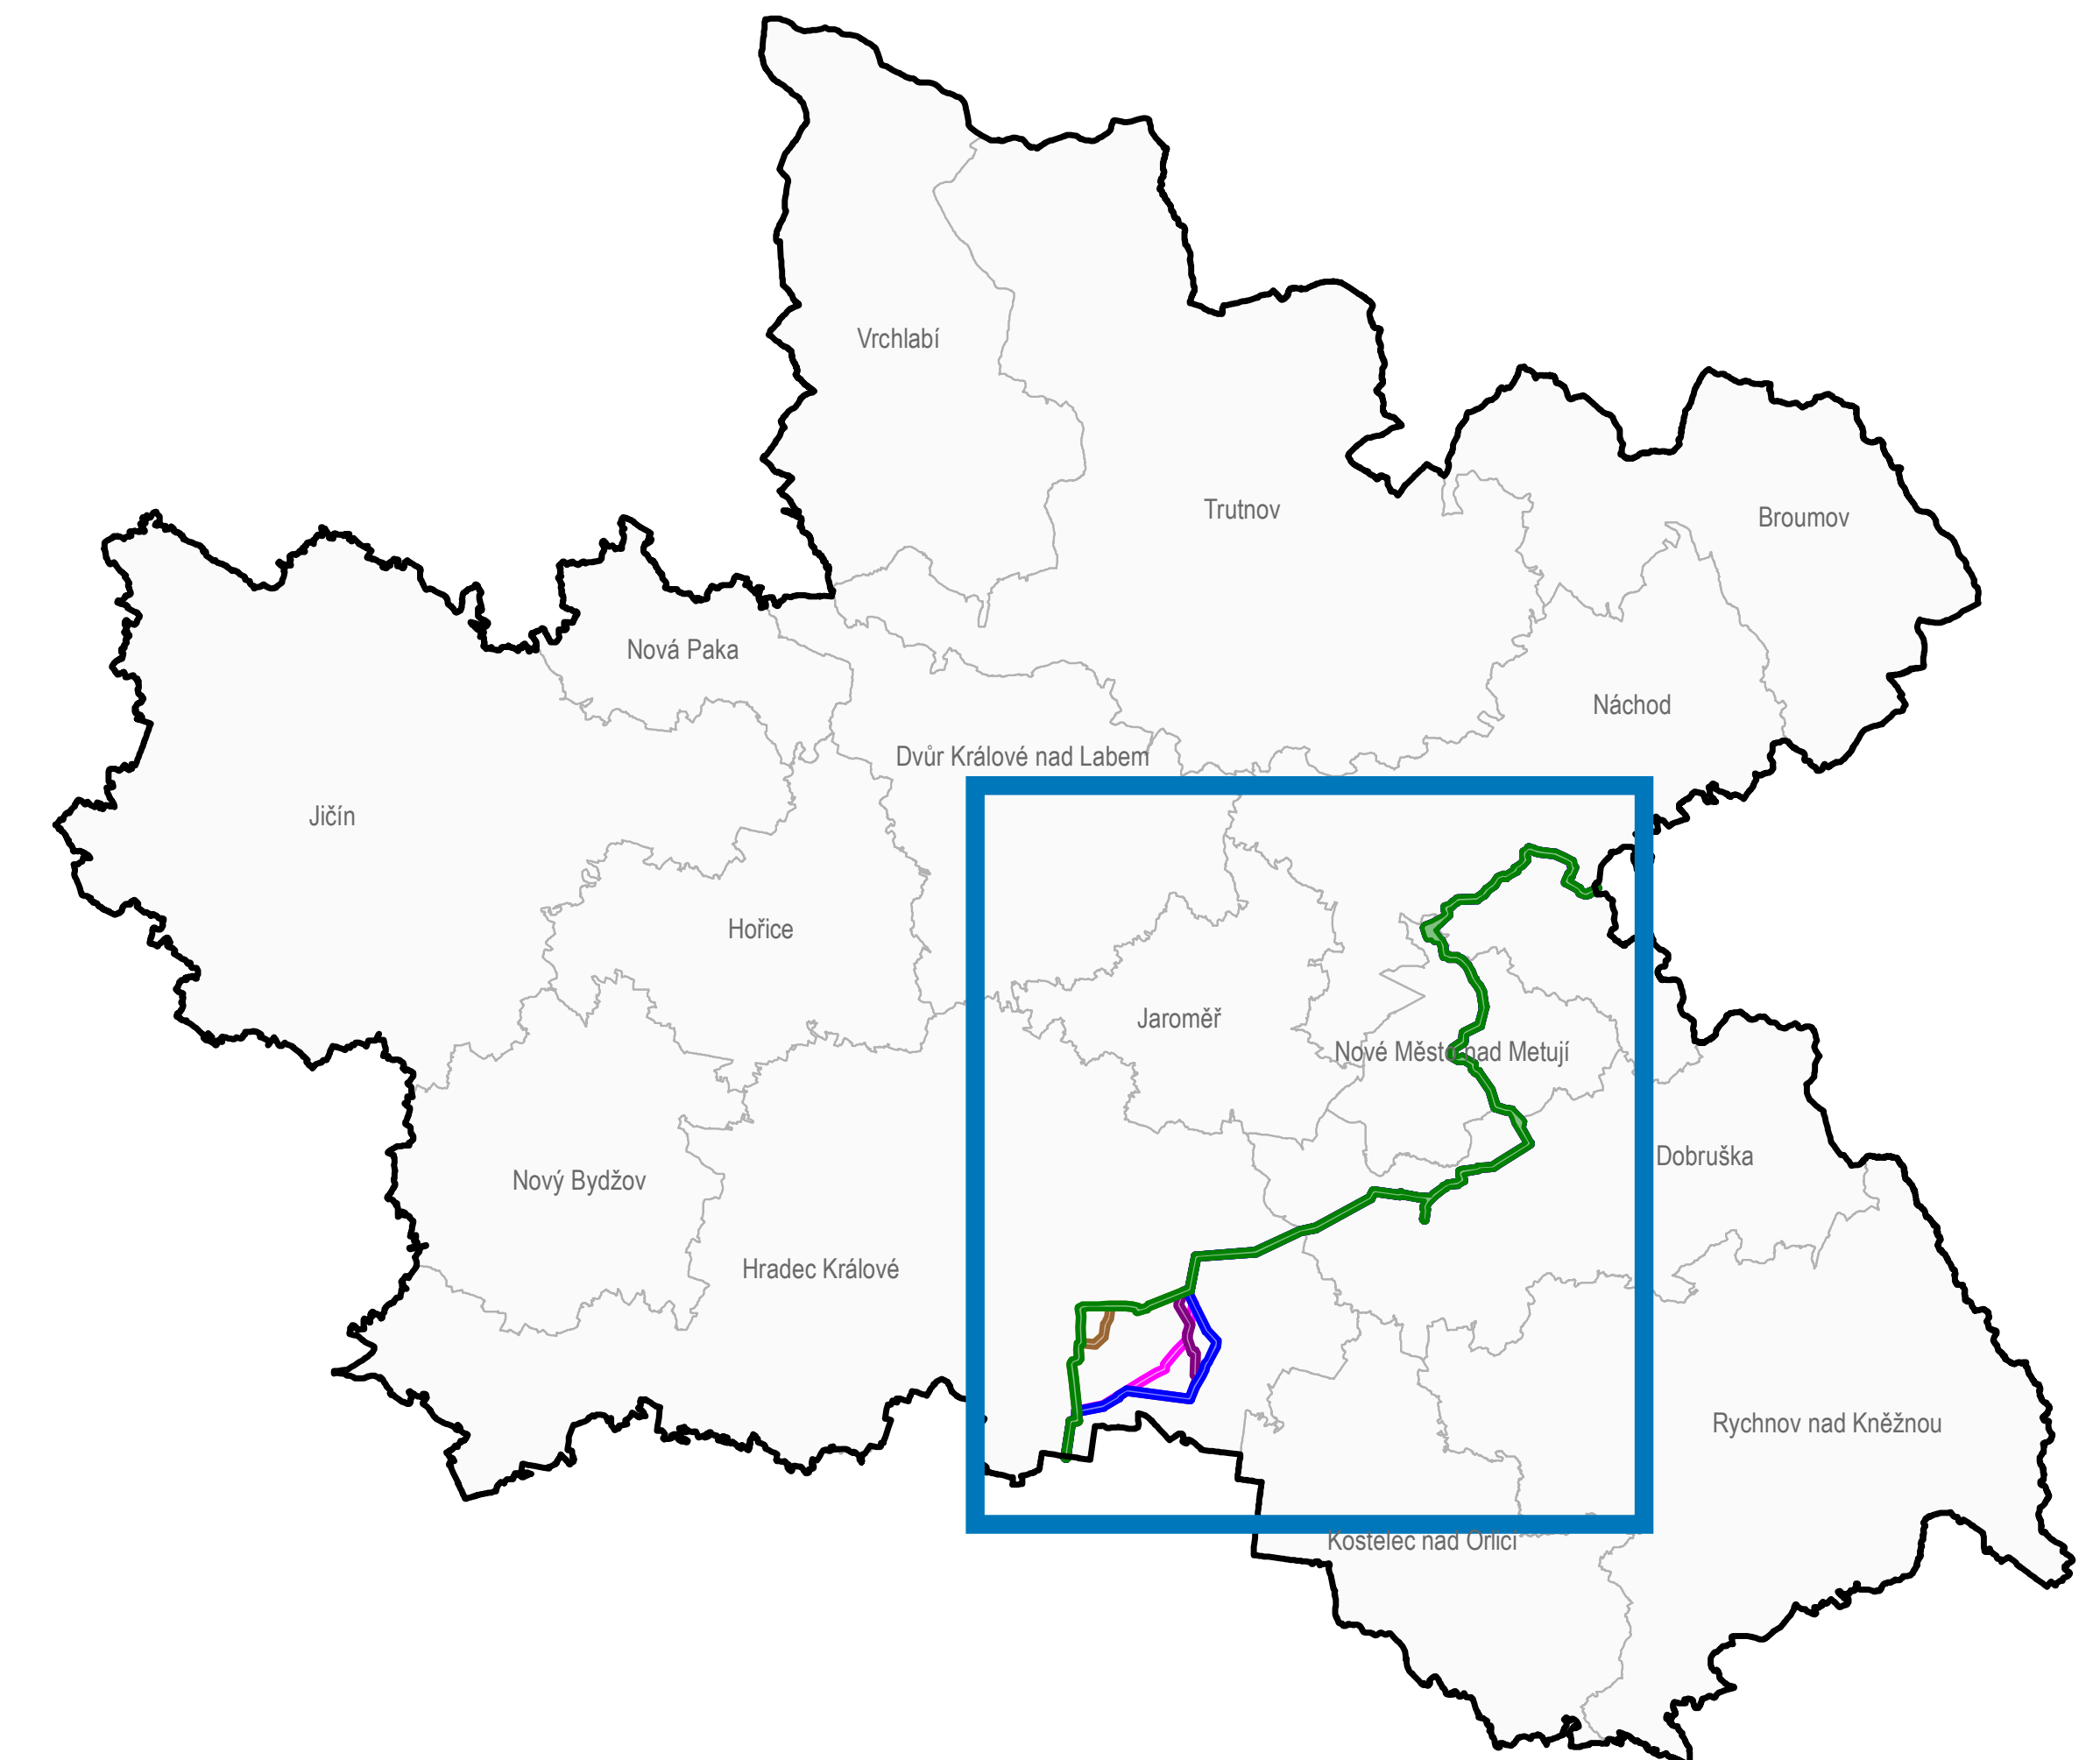 Vrchlabí
Trutnov
Broumov
Nová Paka
Náchod
Dvůr Králové nad Labem
Jičín
Hořice
Jaroměř
Nové Město nad Metují
Dobruška
Nový Bydžov
Hradec Králové
Rychnov nad Kněžnou
Kostelec nad Orlicí